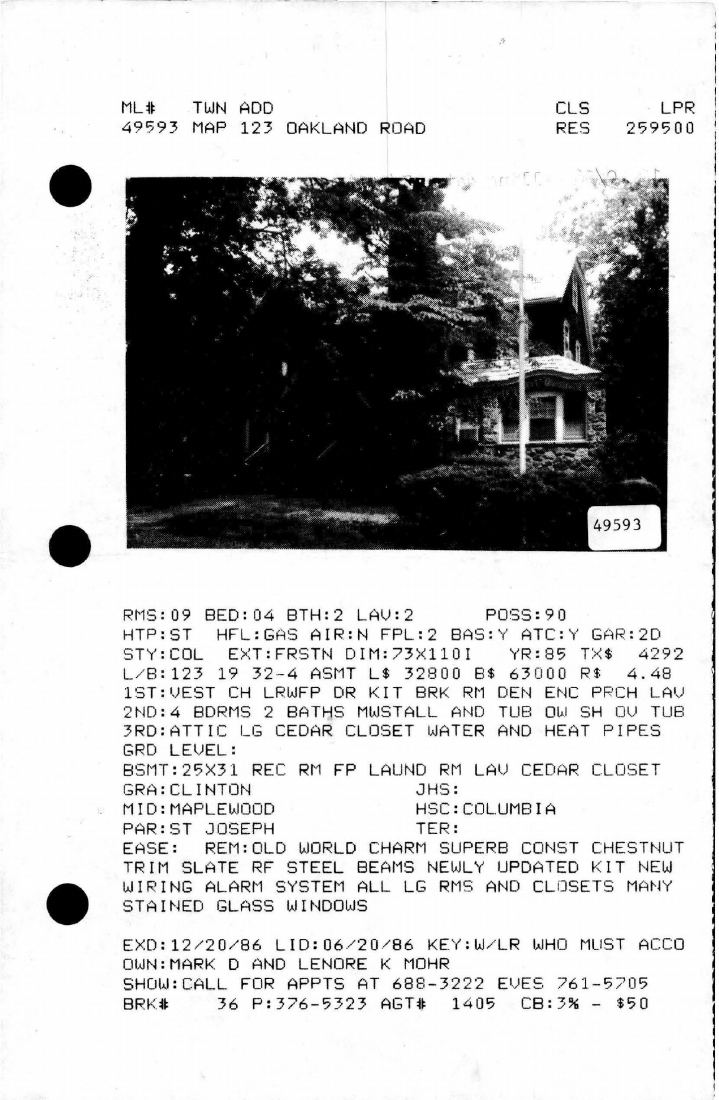 ML# TWN ADD CLS LPR
49593 MAP 123 OAKLAND ROAD RES 259500
49593
RMS:09 BED:04 BTH:2 LAV:2 POSS:90
HTP:ST HFL:GAS AIR:N FPL:2 BAS:Y ATC:Y GAR:2D
STY:COL EXT:FRSTN DIM:73X110I YR:85 TX$ 4292
L/B:123 19 32-4 ASMT L$ 32800 B$ 63000 R$ 4.48
1ST:VEST CH LRWFP DR KIT BRK RM DEN ENC PRCH LAV
2ND:4 BDRMS 2 BATHS MWSTALL AND TUB OW SH OV TUB
3RD:ATTIC LG CEDAR CLOSET WATER AND HEAT PIPES
GRD LEVEL:
BSMT:25X31 REC RM FP LAUND RM LAV CEDAR CLOSET
GRA:CLINTON JHS:
MID:MAPLEWOOD HSC:COLUMBIA
PAR:ST JOSEPH TER:
EASE: REM:OLD WORLD CHARM SUPERB CONST CHESTNUT
TRIM SLATE RF STEEL BEAMS NEWLY UPDATED KIT NEW
WIRING ALARM SYSTEM ALL LG RMS AND CLOSETS MANY
STAINED GLASS WINDOWS
EXD:12/20/86 LID:06/20/86 KEY:W/LR WHO MUST ACCO
OWN:MARK D AND LENORE K MOHR
SHOW:CALL FOR APPTS AT 688-3222 EVES 761-5705
BRK# 36 P:376-5323 AGT# 1405 CB:3% - $50